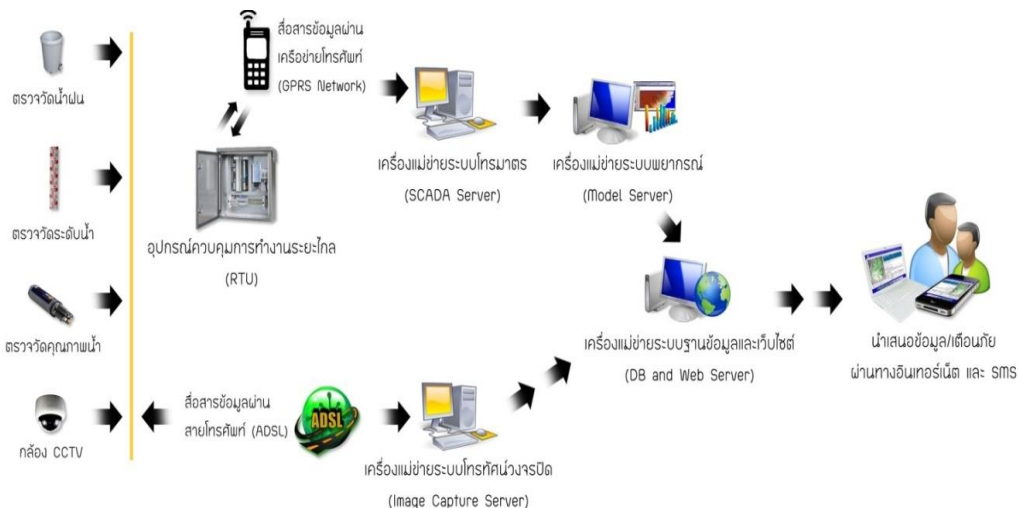 ตรวจวัดน้ำฝน
ตรวจวัดระดับน้ำ
ตรวจวัดคุณภาพน้ำ
กล้อง CCTV
สื่อสารข้อมูลผ่าน
เครือข่ายโทรศัพท์
(GPRS Network)
อุปกรณ์ควบคุมการทำงานระยะไกล
(RTU)
เครื่องแม่ข่ายระบบโทรมาตร
(SCADA Server)
เครื่องแม่ข่ายระบบพยากรณ์
(Model Server)
สื่อสารข้อมูลผ่าน
สายโทรศัพท์ (ADSL)
ADSL
เครื่องแม่ข่ายระบบโทรทัศน์วงจรปิด
(Image Capture Server)
เครื่องแม่ข่ายระบบฐานข้อมูลและเว็บไซต์
(DB and Web Server)
นำเสนอข้อมูล/เตือนภัย
ผ่านทางอินเทอร์เน็ต และ SMS